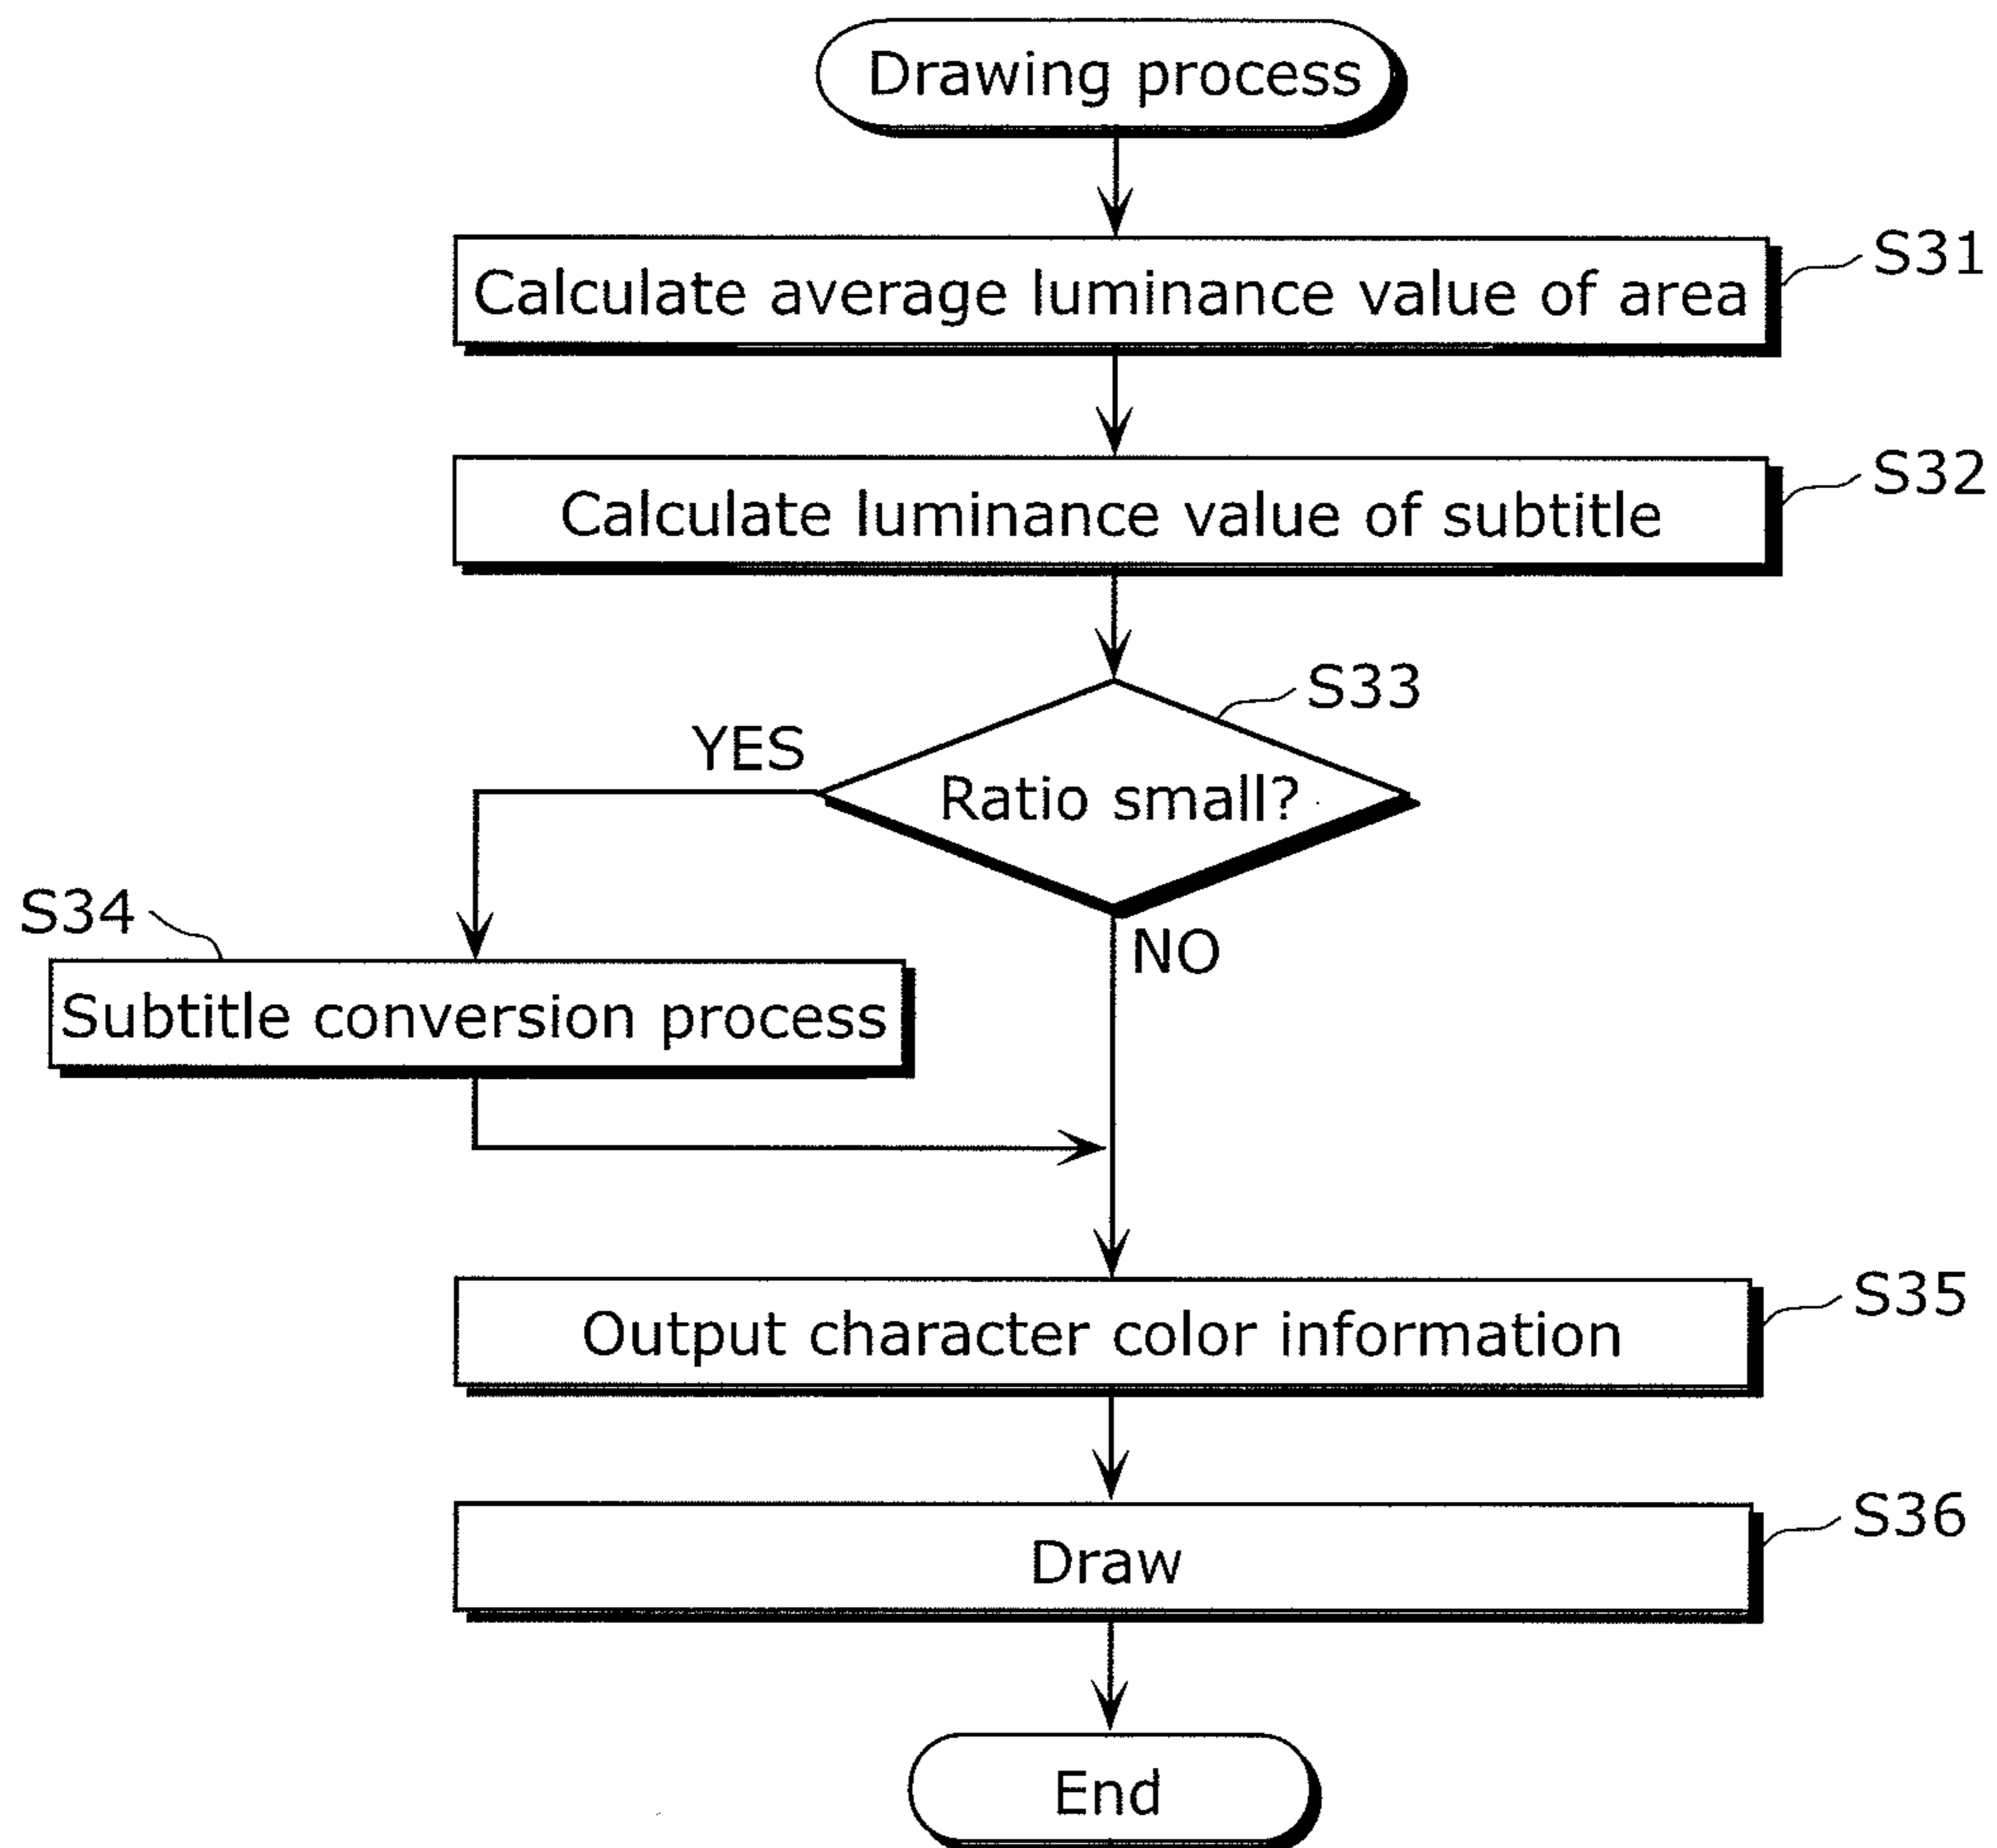 Drawing process
Calculate average luminance value of area
S31
Calculate luminance value of subtitle
S32
S33
YES
Ratio small?
S34
NO
Subtitle conversion process
Output character color information
S35
Draw
S36
End